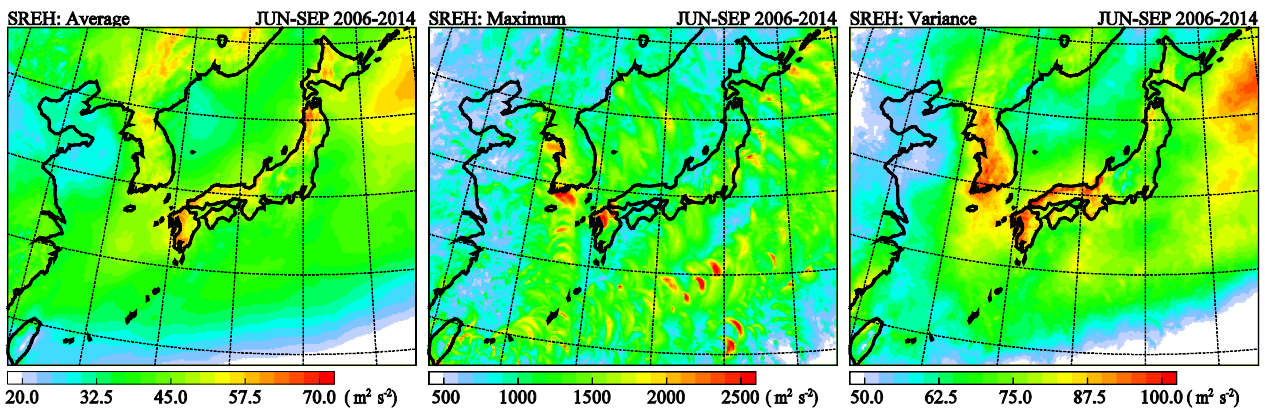 SREH: Average JUN-SEP 2006-2014
20.0 32.5 45.0 57.5 70.0 (m² s⁻²)
SREH: Maximum JUN-SEP 2006-2014
500 1000 1500 2000 2500 (m² s⁻²)
SREH: Variance JUN-SEP 2006-2014
50.0 62.5 75.0 87.5 100.0 (m² s⁻²)